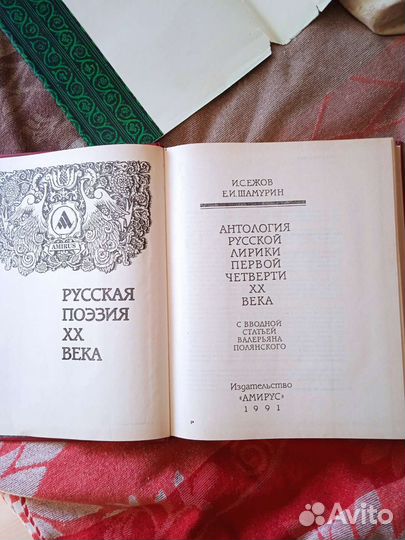 AMIRUS
РУССКАЯ
ПОЭЗИЯ
XX
ВЕКА
И.С.ЕЖОВ
Е.И.ШАМУРИН
АНТОЛОГИЯ
РУССКОЙ
ЛИРИКИ
ПЕРВОЙ
ЧЕТВЕРТИ
XX
ВЕКА
С ВВОДНОЙ
СТАТЬЕЙ
ВАЛЕРЬЯНА
ПОЛЯНСКОГО
Издательство
«АМИРУС»
1991
Avito